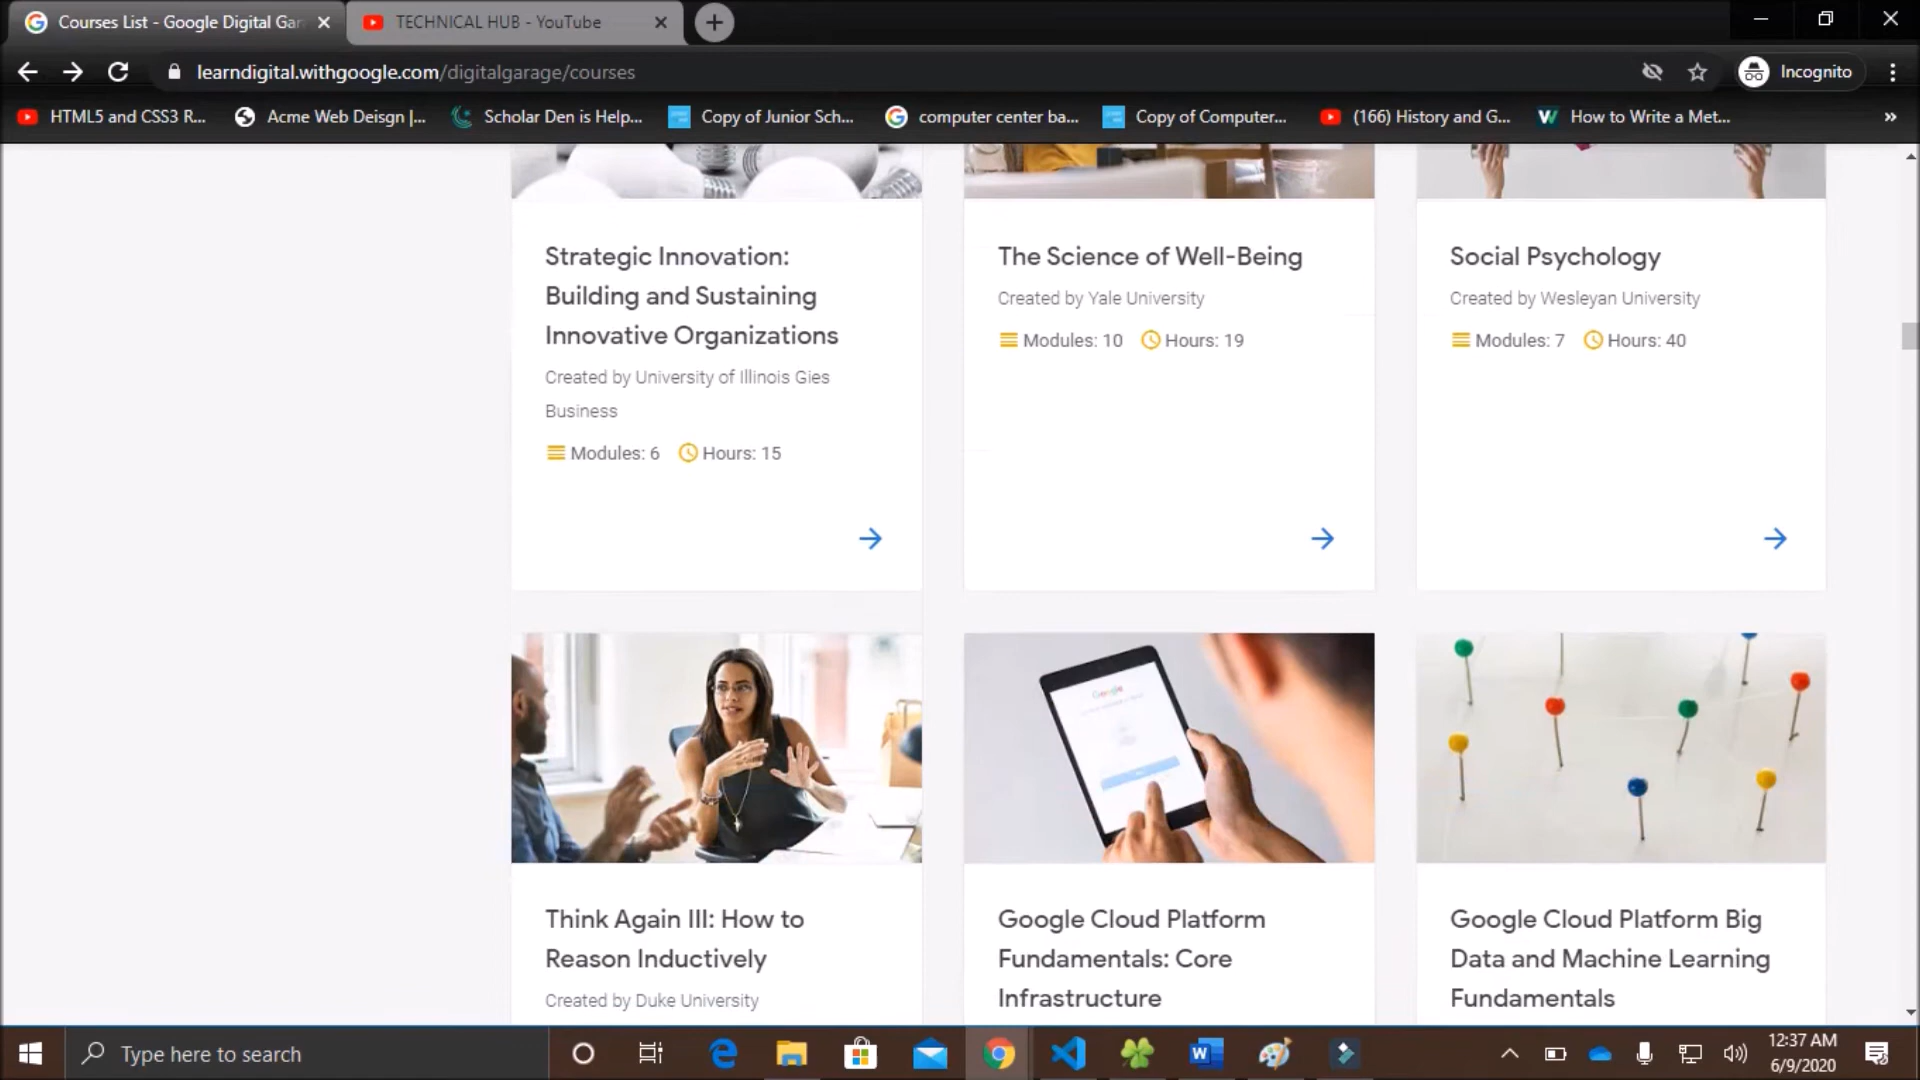 Courses List - Google Digital Gar
TECHNICAL HUB - YouTube
learndigital.withgoogle.com/digitalgarage/courses
Incognito
HTML5 and CSS3 R...
Acme Web Deisgn |...
Scholar Den is Help...
Copy of Junior Sch...
computer center ba...
Copy of Computer...
(166) History and G...
How to Write a Met...
Strategic Innovation:
Building and Sustaining
Innovative Organizations
Created by University of Illinois Gies
Business
Modules: 6 Hours: 15
The Science of Well-Being
Created by Yale University
Modules: 10 Hours: 19
Social Psychology
Created by Wesleyan University
Modules: 7 Hours: 40
Google
Think Again III: How to
Reason Inductively
Created by Duke University
Google Cloud Platform
Fundamentals: Core
Infrastructure
Google Cloud Platform Big
Data and Machine Learning
Fundamentals
Type here to search
12:37 AM
6/9/2020